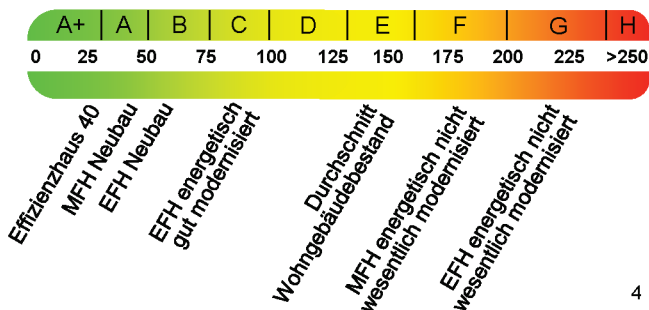 A+ A B C D E F G H
0 25 50 75 100 125 150 175 200 225 >250
Effizienzhaus 40
MFH Neubau
EFH Neubau
EFH energetisch
gut modernisiert
Durchschnitt
Wohngebäudebestand
MFH energetisch nicht
wesentlich modernisiert
EFH energetisch nicht
wesentlich modernisiert
4